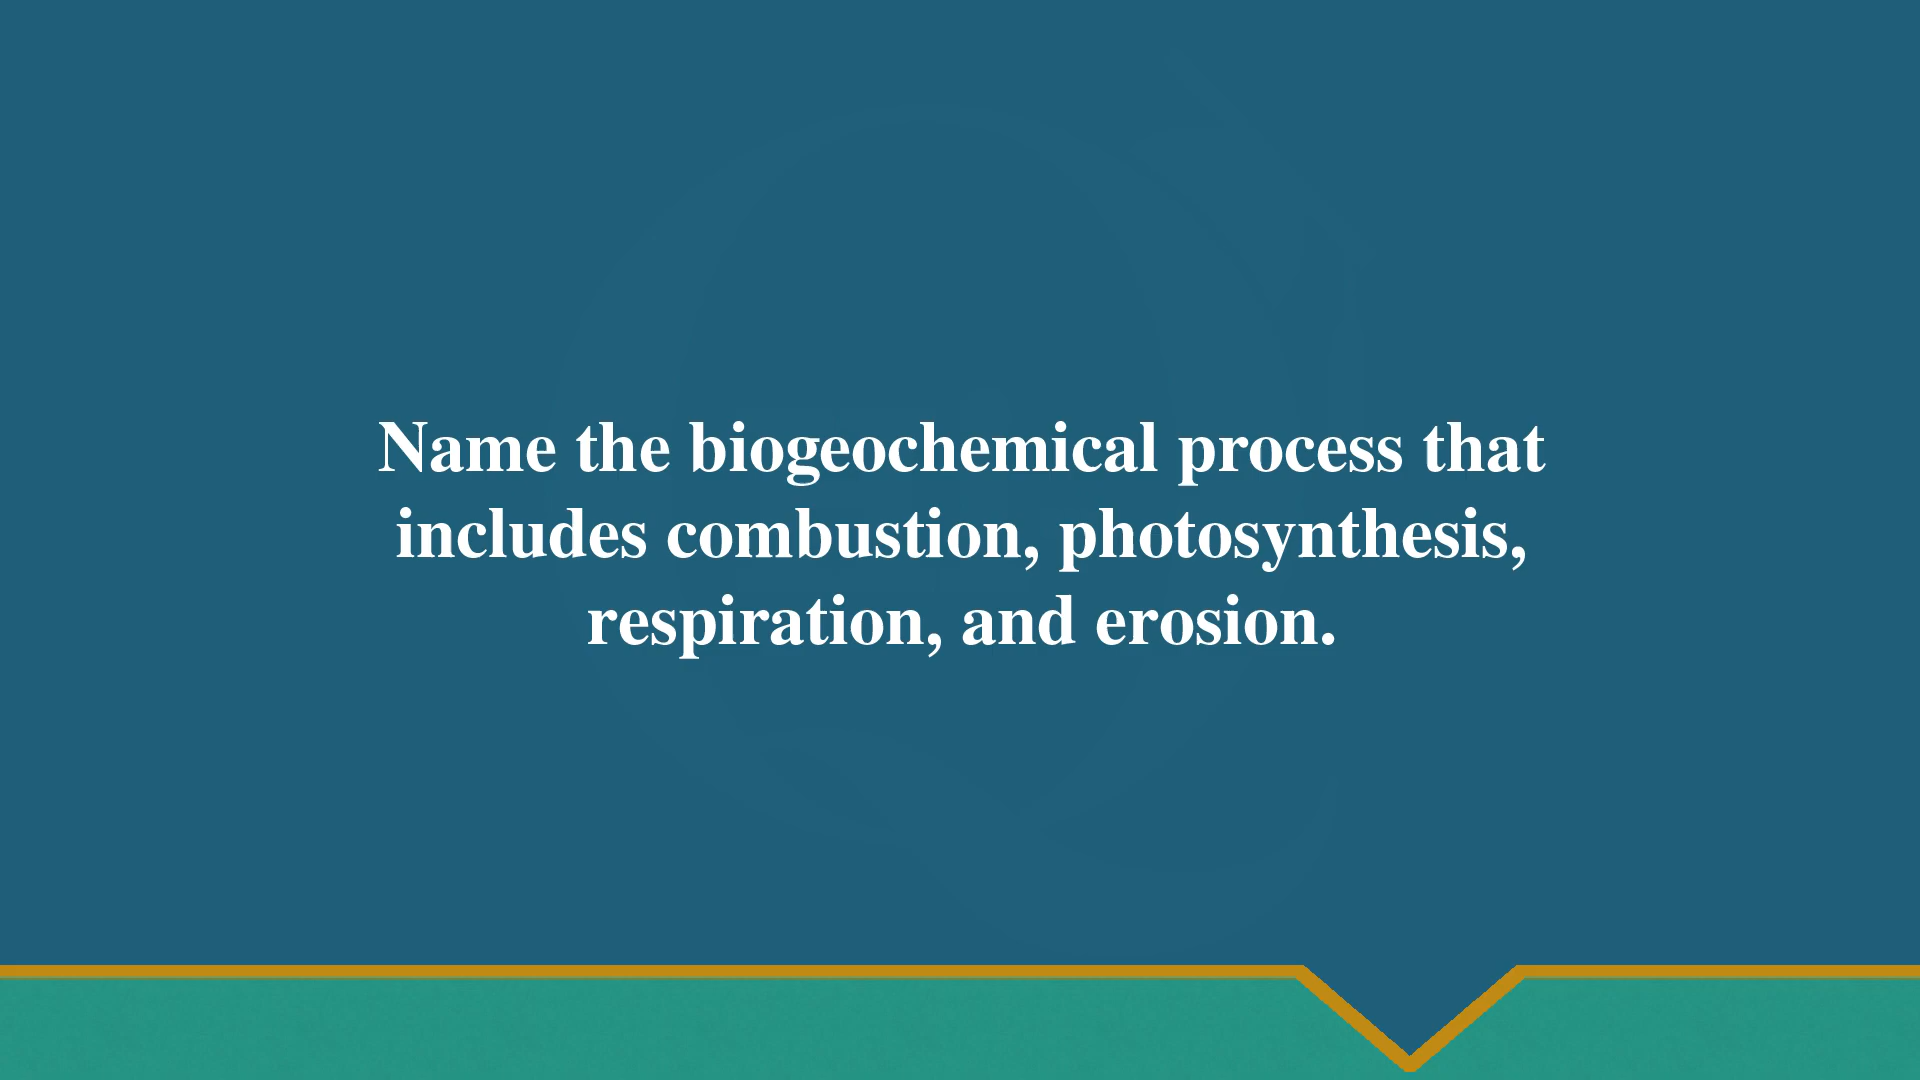 Name the biogeochemical process that
includes combustion, photosynthesis,
respiration, and erosion.